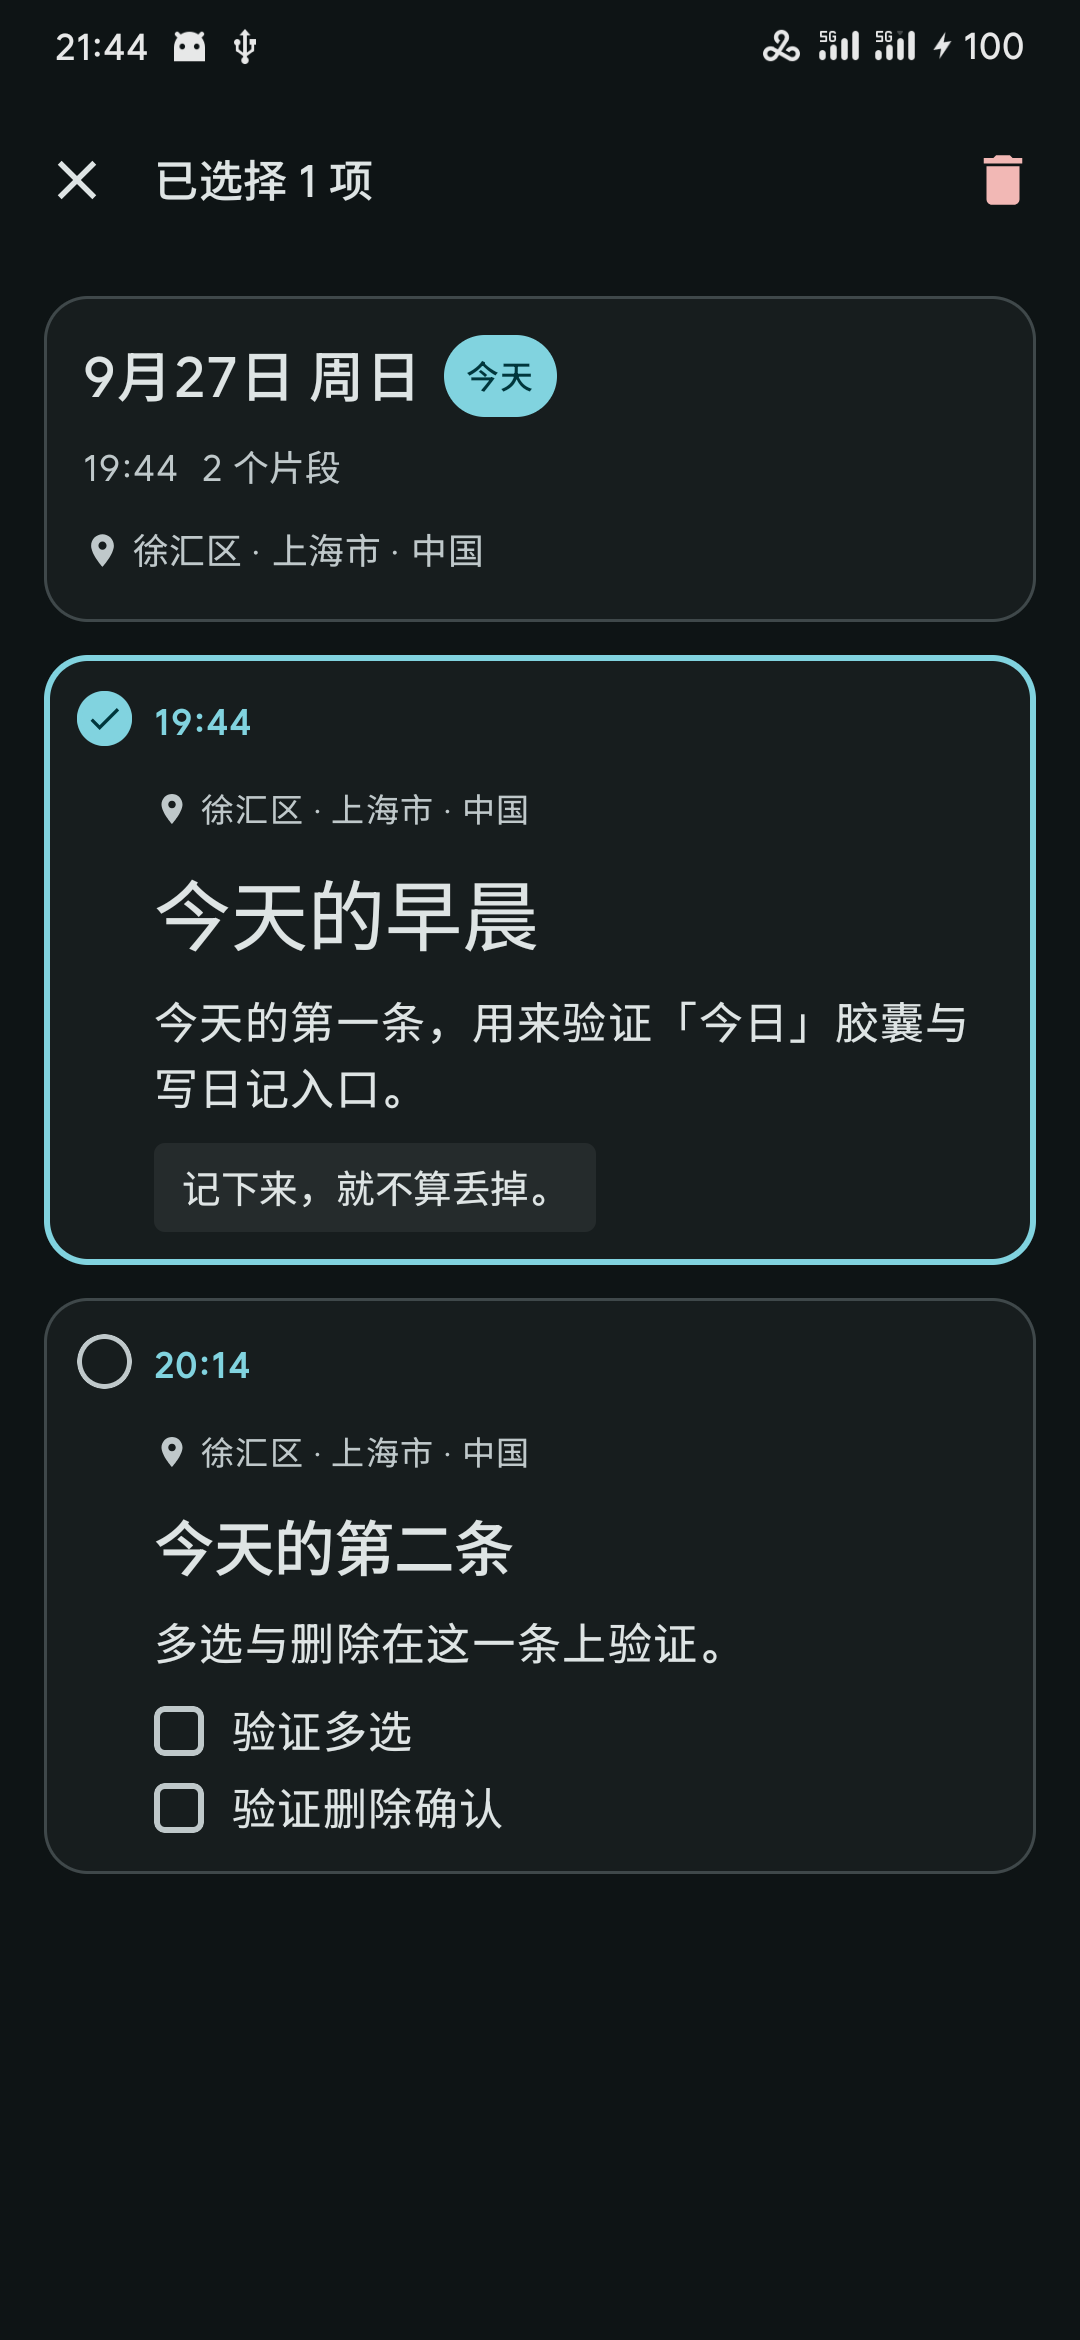 21:44
5G 5G 100
已选择 1 项
9月27日 周日 今天
19:44 2 个片段
徐汇区 · 上海市 · 中国
19:44
徐汇区 · 上海市 · 中国
今天的早晨
今天的第一条，用来验证「今日」胶囊与
写日记入口。
记下来，就不算丢掉。
20:14
徐汇区 · 上海市 · 中国
今天的第二条
多选与删除在这一条上验证。
验证多选
验证删除确认